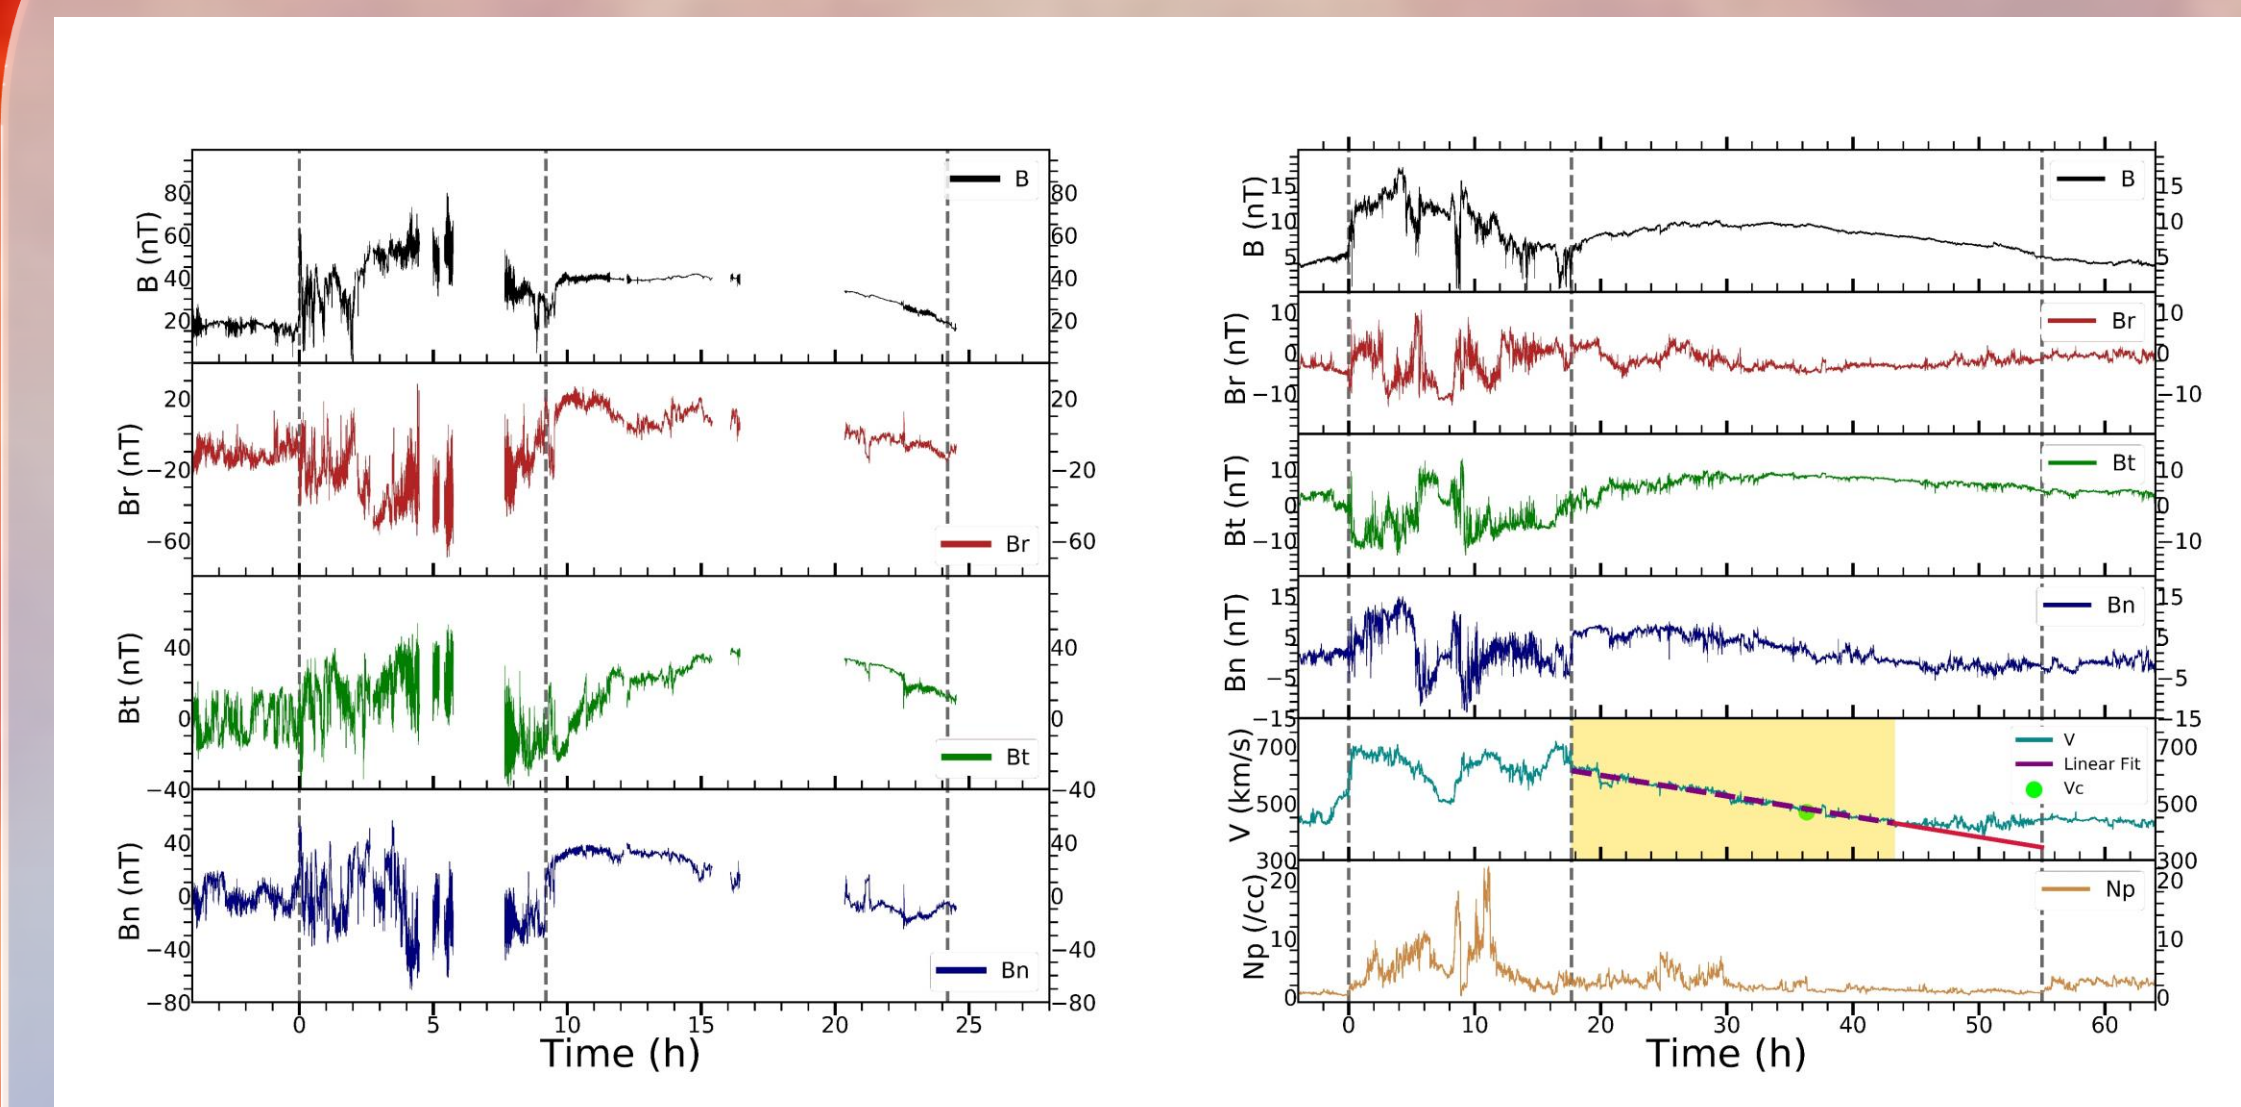 B (nT)
80
60
40
20
80
60
40
20
B
Br (nT)
20
−20
−60
20
−20
−60
Br
Bt (nT)
40
0
−40
40
0
−40
Bt
Bn (nT)
40
0
−40
−80
40
0
−40
−80
Bn
0 5 10 15 20 25
Time (h)
B (nT)
15
10
5
15
10
5
B
Br (nT)
10
0
−10
10
0
−10
Br
Bt (nT)
10
0
−10
10
0
−10
Bt
Bn (nT)
15
5
−5
−15
15
5
−5
−15
Bn
V (km/s)
700
500
300
700
500
300
V
Linear Fit
Vc
Np (/cc)
20
10
0
20
10
0
Np
0 10 20 30 40 50 60
Time (h)